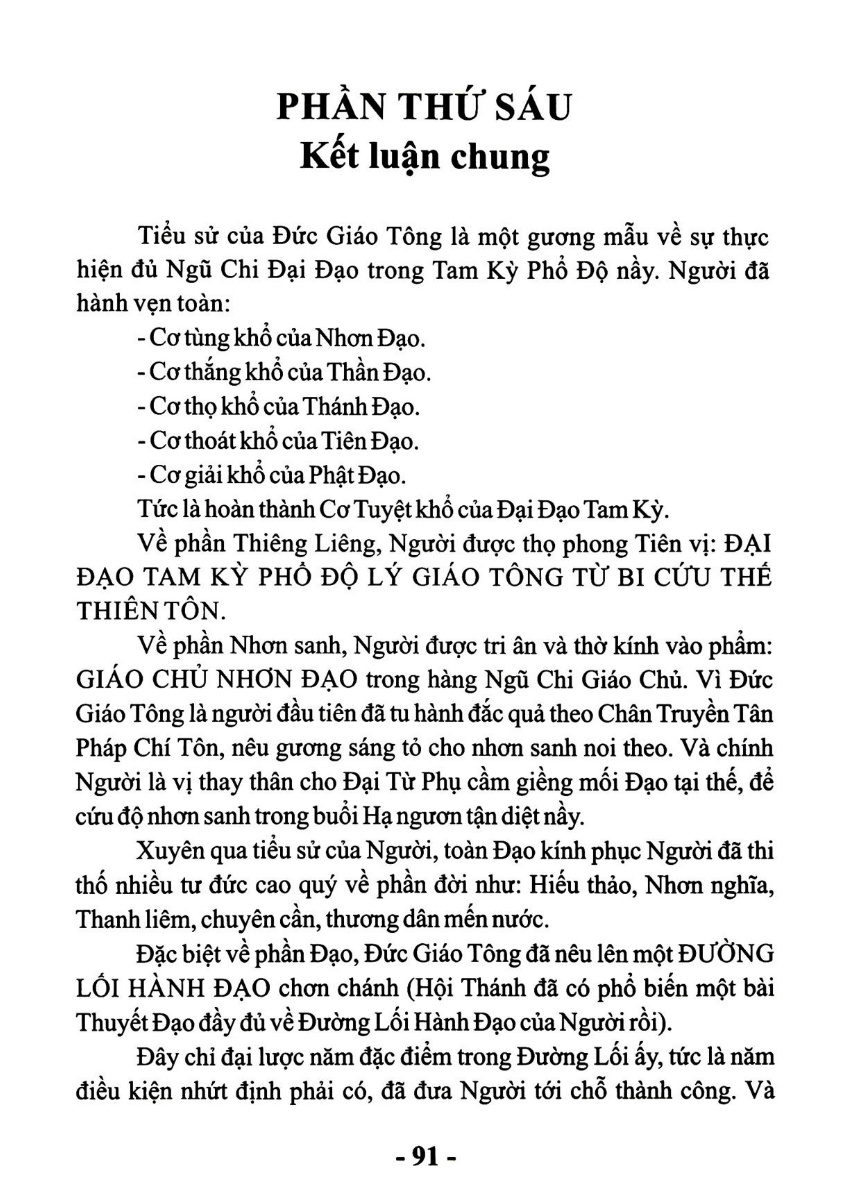 PHẦN THỨ SÁU
Kết luận chung
Tiểu sử của Đức Giáo Tông là một gương mẫu về sự thực
hiện đủ Ngũ Chi Đại Đạo trong Tam Kỳ Phổ Độ nầy. Người đã
hành vẹn toàn:
- Cơ tùng khổ của Nhơn Đạo.
- Cơ thắng khổ của Thần Đạo.
- Cơ thọ khổ của Thánh Đạo.
- Cơ thoát khổ của Tiên Đạo.
- Cơ giải khổ của Phật Đạo.
Tức là hoàn thành Cơ Tuyệt khổ của Đại Đạo Tam Kỳ.
Về phần Thiêng Liêng, Người được thọ phong Tiên vị: ĐẠI
ĐẠO TAM KỲ PHỔ ĐỘ LÝ GIÁO TÔNG TỪ BI CỨU THẾ
THIÊN TÔN.
Về phần Nhơn sanh, Người được tri ân và thờ kính vào phẩm:
GIÁO CHỦ NHƠN ĐẠO trong hàng Ngũ Chi Giáo Chủ. Vì Đức
Giáo Tông là người đầu tiên đã tu hành đắc quả theo Chân Truyền Tân
Pháp Chí Tôn, nêu gương sáng tỏ cho nhơn sanh noi theo. Và chính
Người là vị thay thân cho Đại Từ Phụ cầm giềng mối Đạo tại thế, để
cứu độ nhơn sanh trong buổi Hạ ngươn tận diệt nầy.
Xuyên qua tiểu sử của Người, toàn Đạo kính phục Người đã thi
thố nhiều tư đức cao quý về phần đời như: Hiếu thảo, Nhơn nghĩa,
Thanh liêm, chuyên cần, thương dân mến nước.
Đặc biệt về phần Đạo, Đức Giáo Tông đã nêu lên một ĐƯỜNG
LỐI HÀNH ĐẠO chơn chánh (Hội Thánh đã có phổ biến một bài
Thuyết Đạo đầy đủ về Đường Lối Hành Đạo của Người rồi).
Đây chỉ đại lược năm đặc điểm trong Đường Lối ấy, tức là năm
điều kiện nhứt định phải có, đã đưa Người tới chỗ thành công. Và
- 91 -